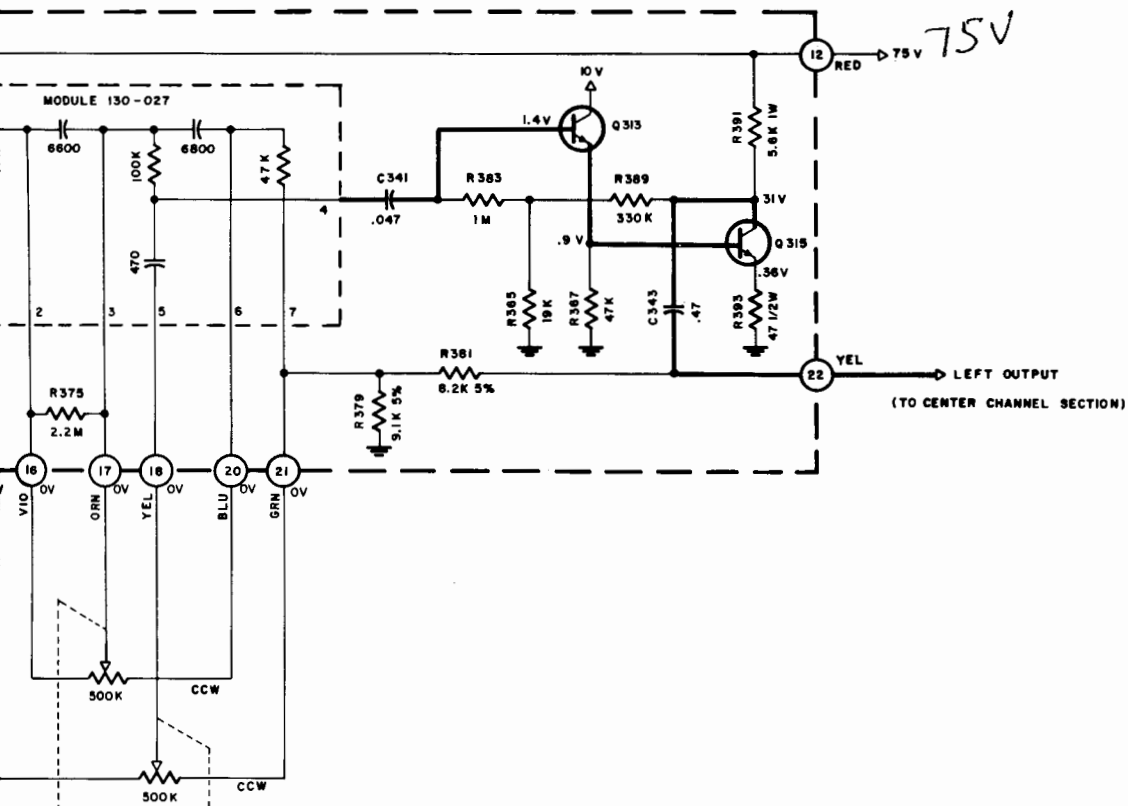 75V
12
RED
75 V
MODULE 130-027
10 V
1.4V
Q313
R391
5.6K 1W
6600
6800
100K
47K
C341
.047
R383
1M
R389
330K
31V
4
.9 V
Q315
.36V
470
R385
19K
R387
47K
C343
.47
R393
47 1/2W
2
3
5
6
7
YEL
22
LEFT OUTPUT
(TO CENTER CHANNEL SECTION)
R381
8.2K 5%
R379
9.1K 5%
R375
2.2M
16
17
18
20
21
0V
0V
0V
0V
0V
VIO
ORN
YEL
BLU
GRN
500K
CCW
500K
CCW